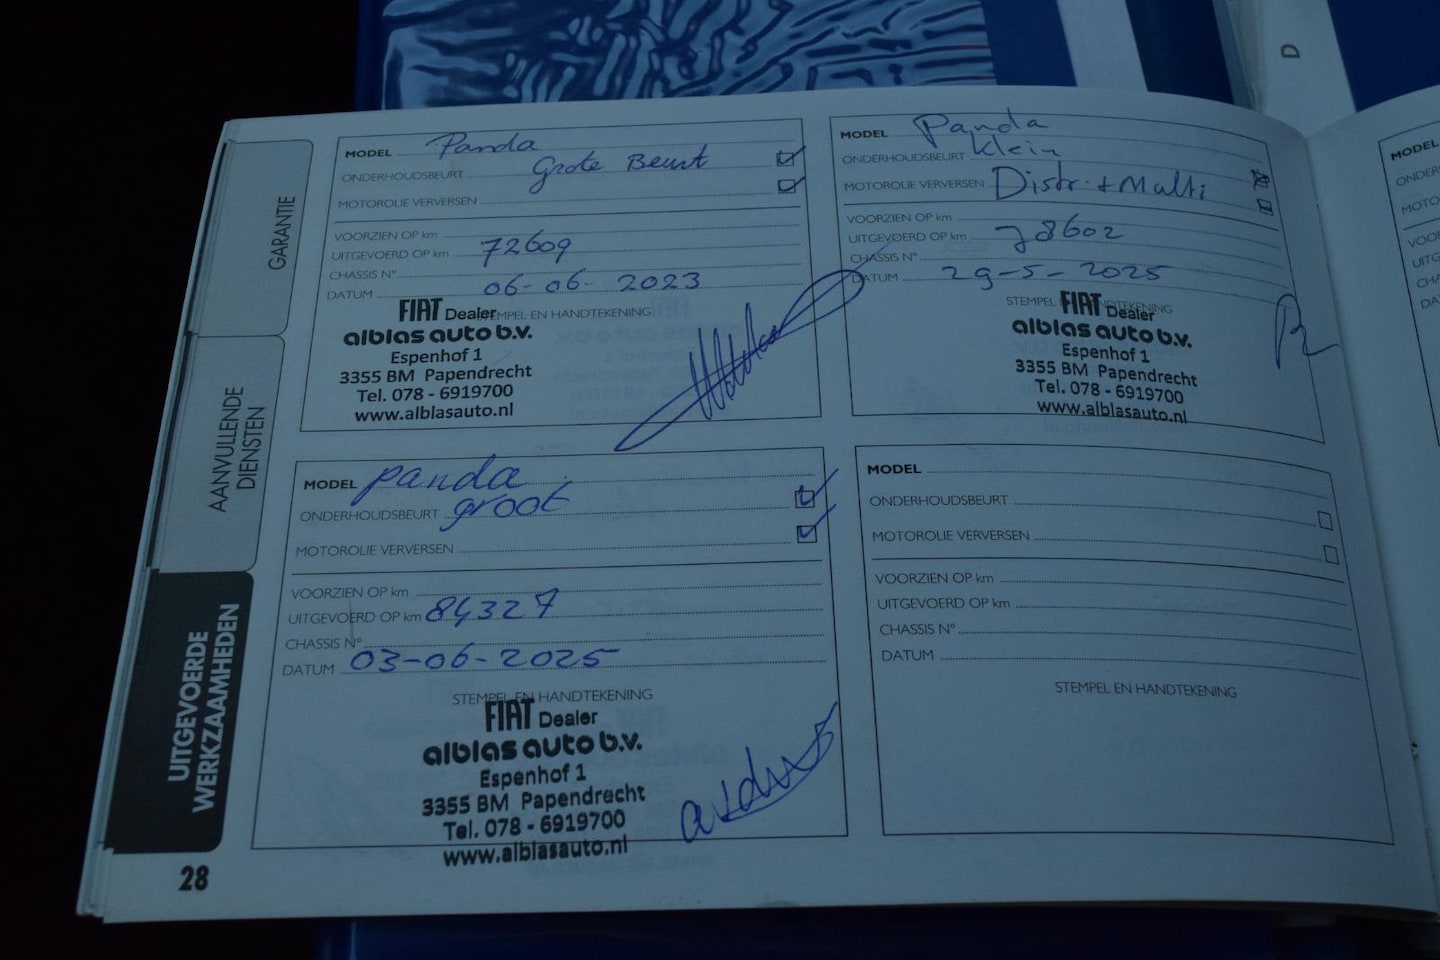 D
GARANTIE
AANVULLENDE
DIENSTEN
UITGEVOERDE
WERKZAAMHEDEN
28
MODEL Panda
ONDERHOUDSBEURT Grote Beurt
MOTOROLIE VERVERSEN
VOORZIEN OP km
UITGEVOERD OP km 72609
CHASSIS N°
DATUM 06-06-2023
STEMPEL EN HANDTEKENING
FIAT Dealer
alblas auto b.v.
Espenhof 1
3355 BM Papendrecht
Tel. 078 - 6919700
www.alblasauto.nl
MODEL Panda
ONDERHOUDSBEURT Klein
MOTOROLIE VERVERSEN Distr. + Multi
VOORZIEN OP km
UITGEVOERD OP km 78602
CHASSIS N°
DATUM 29-5-2025
STEMPEL EN HANDTEKENING
FIAT Dealer
alblas auto b.v.
Espenhof 1
3355 BM Papendrecht
Tel. 078 - 6919700
www.alblasauto.nl
MODEL panda
ONDERHOUDSBEURT groot
MOTOROLIE VERVERSEN
VOORZIEN OP km
UITGEVOERD OP km 84327
CHASSIS N°
DATUM 03-06-2025
STEMPEL EN HANDTEKENING
FIAT Dealer
alblas auto b.v.
Espenhof 1
3355 BM Papendrecht
Tel. 078 - 6919700
www.alblasauto.nl
MODEL
ONDERHOUDSBEURT
MOTOROLIE VERVERSEN
VOORZIEN OP km
UITGEVOERD OP km
CHASSIS N°
DATUM
STEMPEL EN HANDTEKENING
MODEL